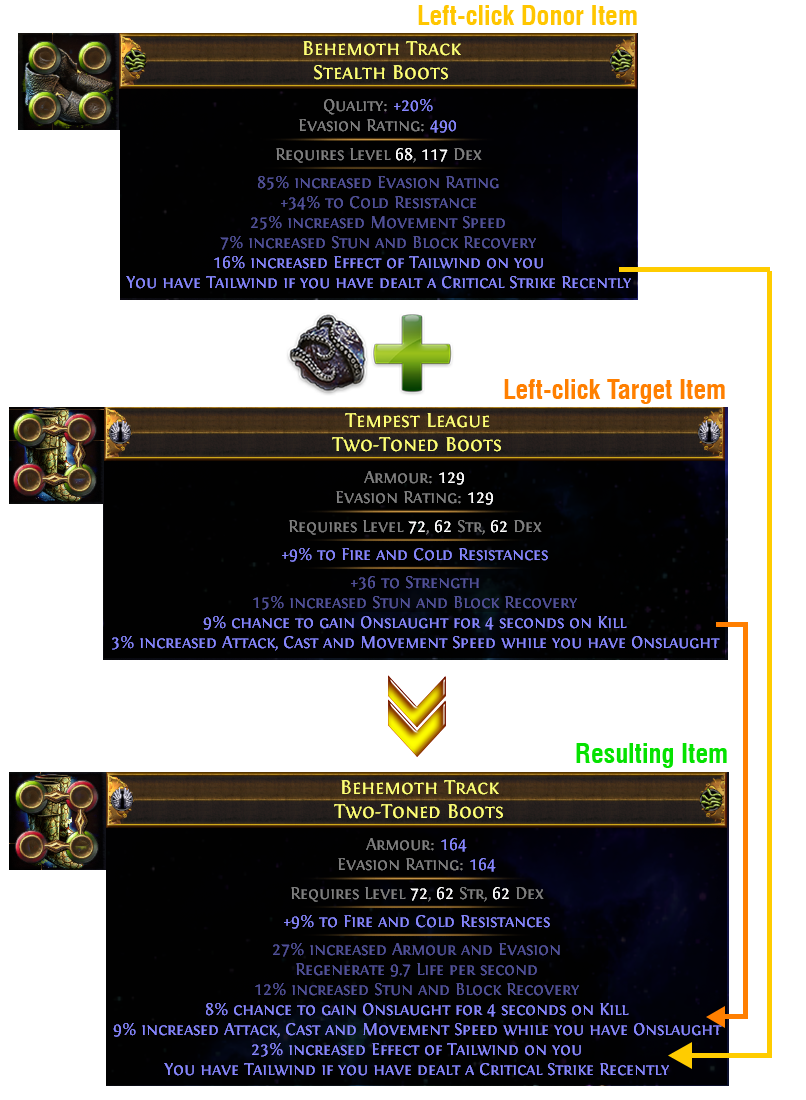 Left-click Donor Item
Behemoth Track
Stealth Boots
Quality: +20%
Evasion Rating: 490
Requires Level 68, 117 Dex
85% increased Evasion Rating
+34% to Cold Resistance
25% increased Movement Speed
7% increased Stun and Block Recovery
16% increased Effect of Tailwind on you
You have Tailwind if you have dealt a Critical Strike Recently
Left-click Target Item
Tempest League
Two-Toned Boots
Armour: 129
Evasion Rating: 129
Requires Level 72, 62 Str, 62 Dex
+9% to Fire and Cold Resistances
+36 to Strength
15% increased Stun and Block Recovery
9% chance to gain Onslaught for 4 seconds on Kill
3% increased Attack, Cast and Movement Speed while you have Onslaught
Resulting Item
Behemoth Track
Two-Toned Boots
Armour: 164
Evasion Rating: 164
Requires Level 72, 62 Str, 62 Dex
+9% to Fire and Cold Resistances
27% increased Armour and Evasion
Regenerate 9.7 Life per second
12% increased Stun and Block Recovery
8% chance to gain Onslaught for 4 seconds on Kill
9% increased Attack, Cast and Movement Speed while you have Onslaught
23% increased Effect of Tailwind on you
You have Tailwind if you have dealt a Critical Strike Recently